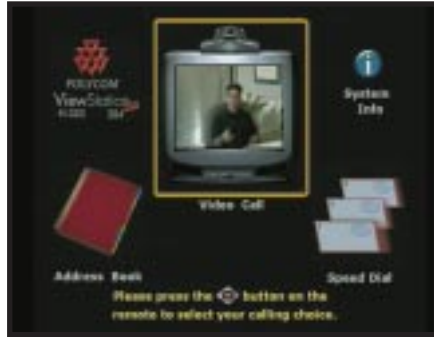 POLYCOM
ViewStation
System
Info
Video Call
Address Book
Speed Dial
Please press the button on the
remote to select your calling choice.